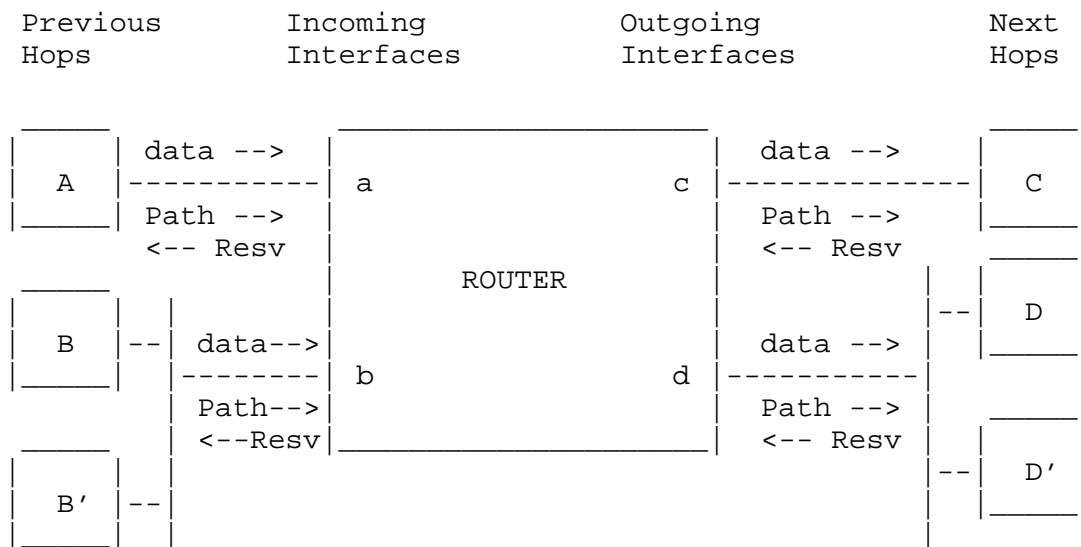 Previous Incoming Outgoing Next
Hops Interfaces Interfaces Hops
data --> data -->
A a c C
Path --> Path -->
<-- Resv <-- Resv
ROUTER
D
B data--> data -->
b d
Path--> Path -->
<--Resv <-- Resv
D'
B'